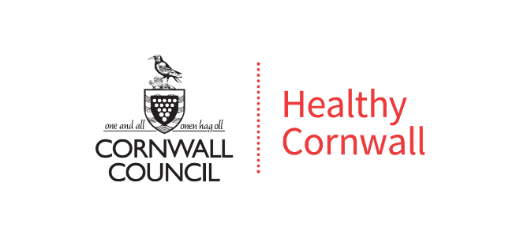 one and all onen hag oll
CORNWALL
COUNCIL
Healthy
Cornwall